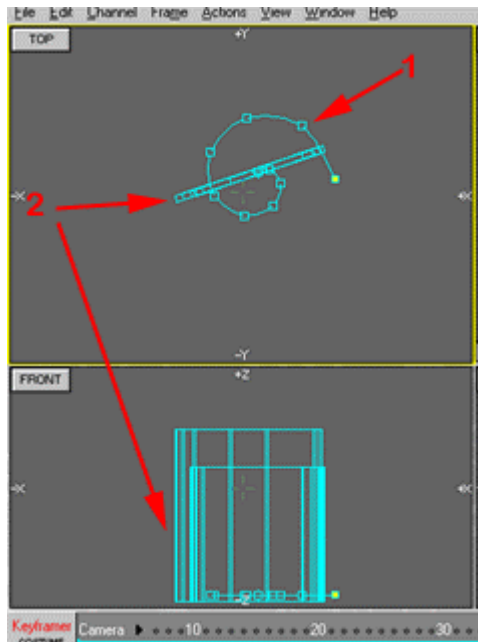 File Edit Channel Frame Actions View Window Help
TOP
+Y
1
-X
2
-Y
FRONT
+Z
-X
-Z
Keyframer
Camera 10 20 30